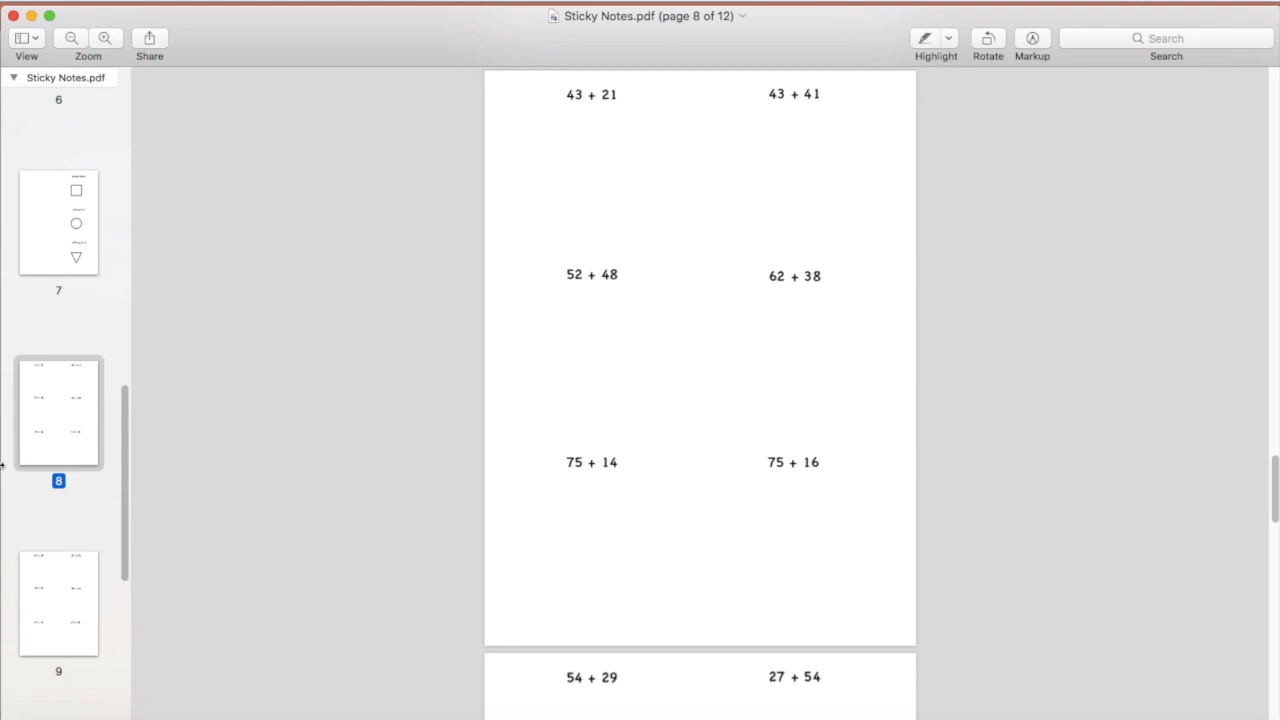 Sticky Notes.pdf (page 8 of 12)
View
Zoom
Share
Highlight
Rotate
Markup
Search
Search
Sticky Notes.pdf
6
7
8
9
43 + 21
43 + 41
52 + 48
62 + 38
75 + 14
75 + 16
54 + 29
27 + 54